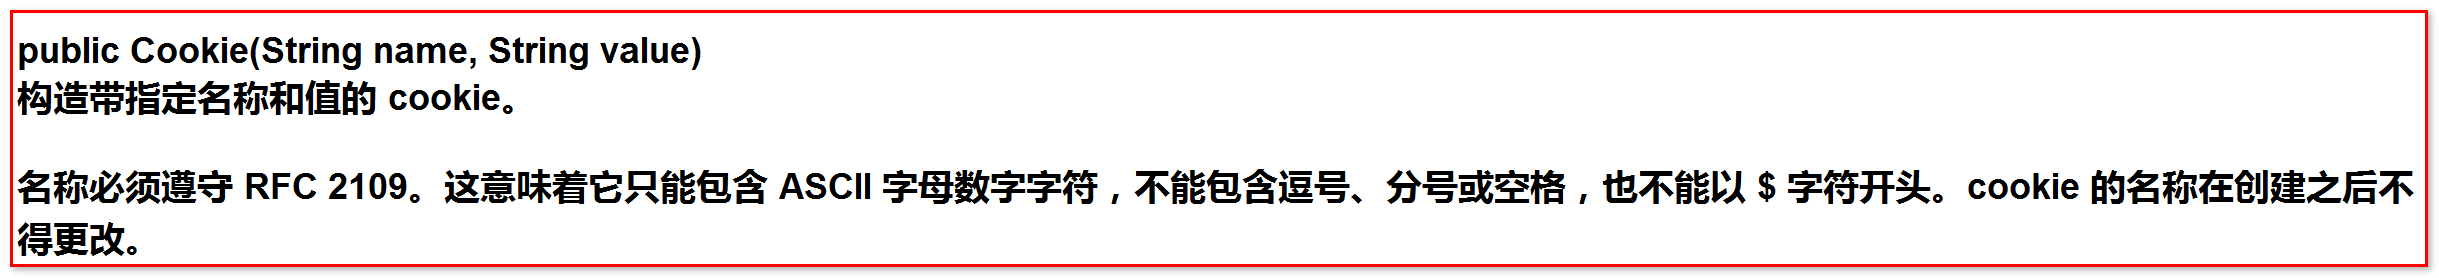 public Cookie(String name, String value)
构造带指定名称和值的 cookie。
名称必须遵守 RFC 2109。这意味着它只能包含 ASCII 字母数字字符，不能包含逗号、分号或空格，也不能以 $ 字符开头。cookie 的名称在创建之后不
得更改。